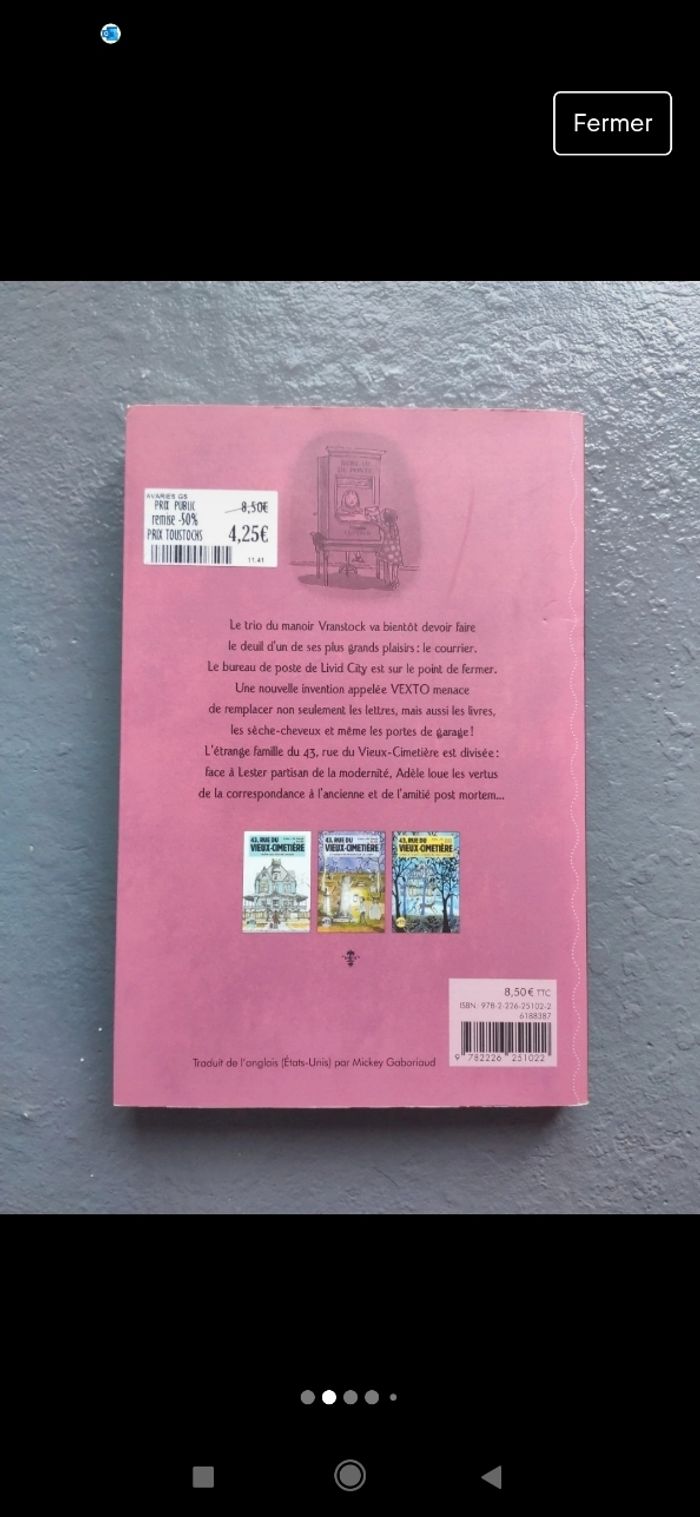 Fermer
AVARIES GS
PRIX PUBLIC 8,50€
remise -50%
PRIX TOUSTOCKS 4,25€
11.41
BUREAU
DE POSTE
Le trio du manoir Vranstock va bientôt devoir faire
le deuil d'un de ses plus grands plaisirs : le courrier.
Le bureau de poste de Livid City est sur le point de fermer.
Une nouvelle invention appelée VEXTO menace
de remplacer non seulement les lettres, mais aussi les livres,
les sèche-cheveux et même les portes de garage !
L'étrange famille du 43, rue du Vieux-Cimetière est divisée :
face à Lester partisan de la modernité, Adèle loue les vertus
de la correspondance à l'ancienne et de l'amitié post mortem...
43, RUE DU
VIEUX-CIMETIÈRE
43, RUE DU
VIEUX-CIMETIÈRE
43, RUE DU
VIEUX-CIMETIÈRE
8,50 € TTC
ISBN: 978-2-226-25102-2
6188387
9 782226 251022
Traduit de l'anglais (États-Unis) par Mickey Gaboriaud